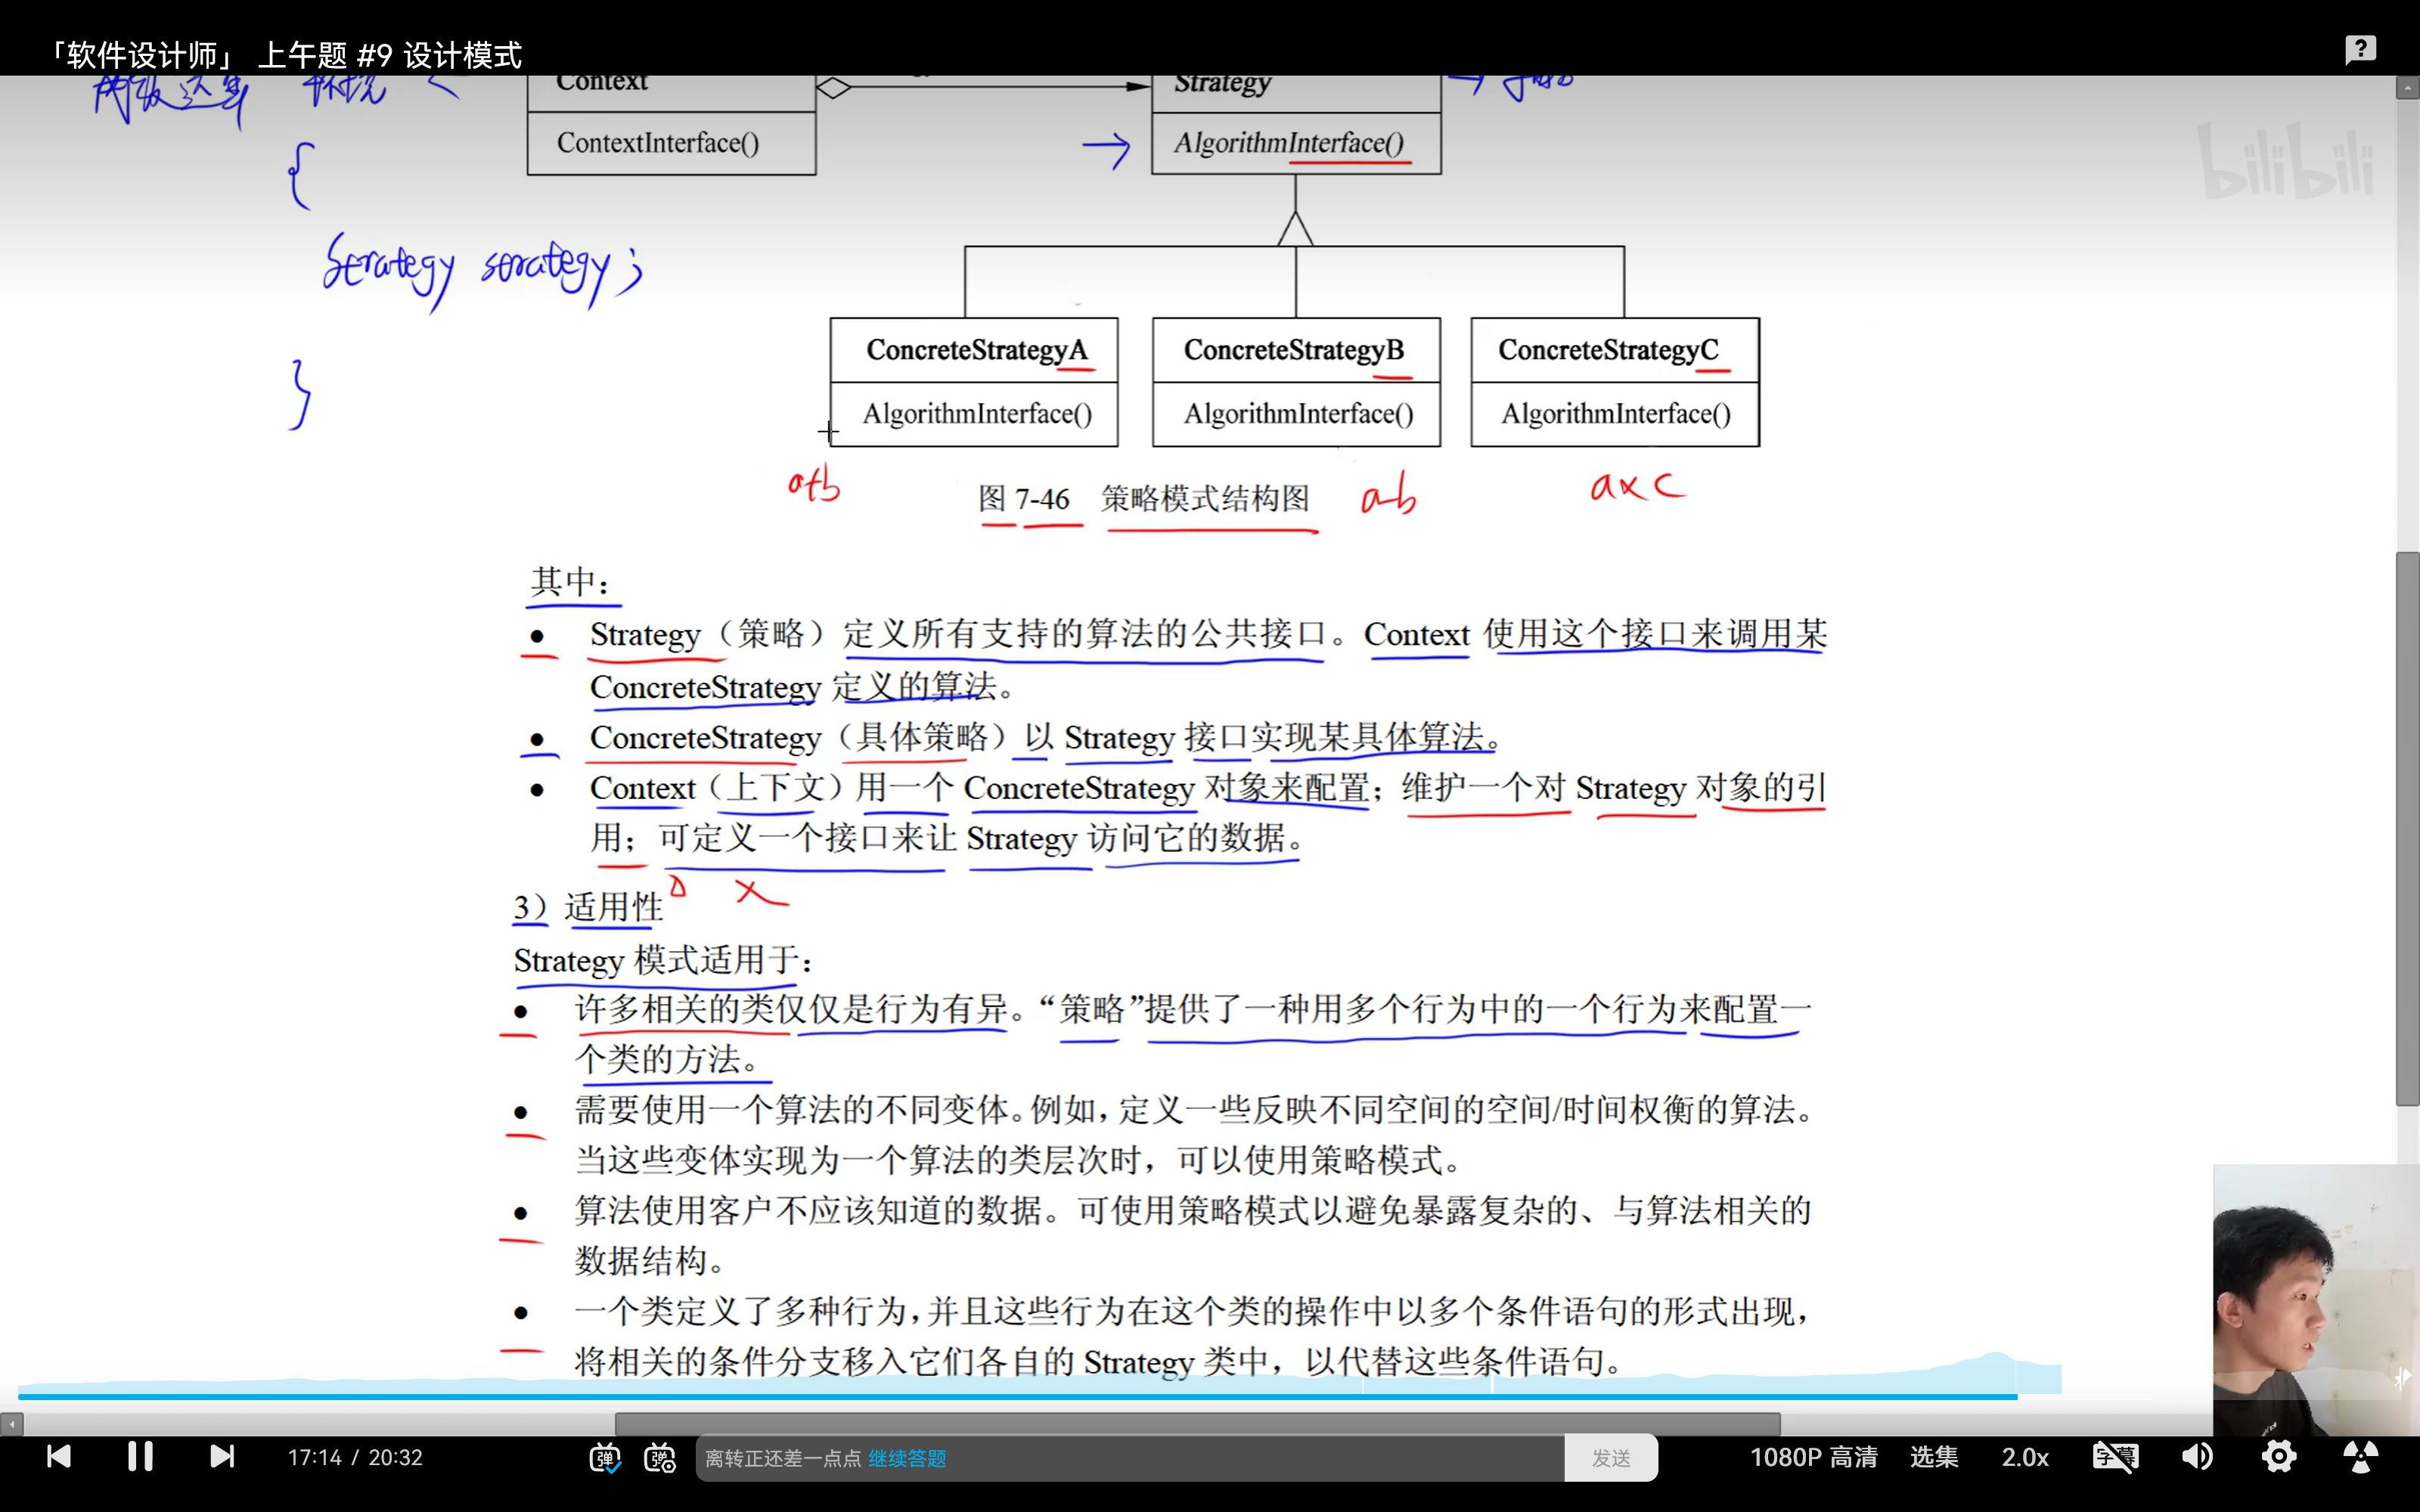 「软件设计师」 上午题 #9 设计模式
Context
Strategy
ContextInterface()
AlgorithmInterface()
bilibili
{
Strategy strategy;
}
ConcreteStrategyA
ConcreteStrategyB
ConcreteStrategyC
AlgorithmInterface()
AlgorithmInterface()
AlgorithmInterface()
a+b
图 7-46 策略模式结构图
a-b
a×c
其中：
● Strategy（策略）定义所有支持的算法的公共接口。Context 使用这个接口来调用某
ConcreteStrategy 定义的算法。
● ConcreteStrategy（具体策略）以 Strategy 接口实现某具体算法。
● Context（上下文）用一个 ConcreteStrategy 对象来配置；维护一个对 Strategy 对象的引
用；可定义一个接口来让 Strategy 访问它的数据。
3）适用性
Strategy 模式适用于：
● 许多相关的类仅仅是行为有异。“策略”提供了一种用多个行为中的一个行为来配置一
个类的方法。
● 需要使用一个算法的不同变体。例如，定义一些反映不同空间的空间/时间权衡的算法。
当这些变体实现为一个算法的类层次时，可以使用策略模式。
● 算法使用客户不应该知道的数据。可使用策略模式以避免暴露复杂的、与算法相关的
数据结构。
● 一个类定义了多种行为，并且这些行为在这个类的操作中以多个条件语句的形式出现，
将相关的条件分支移入它们各自的 Strategy 类中，以代替这些条件语句。
17:14 / 20:32
弹
弹
离转正还差一点点 继续答题
发送
1080P 高清
选集
2.0x
字幕